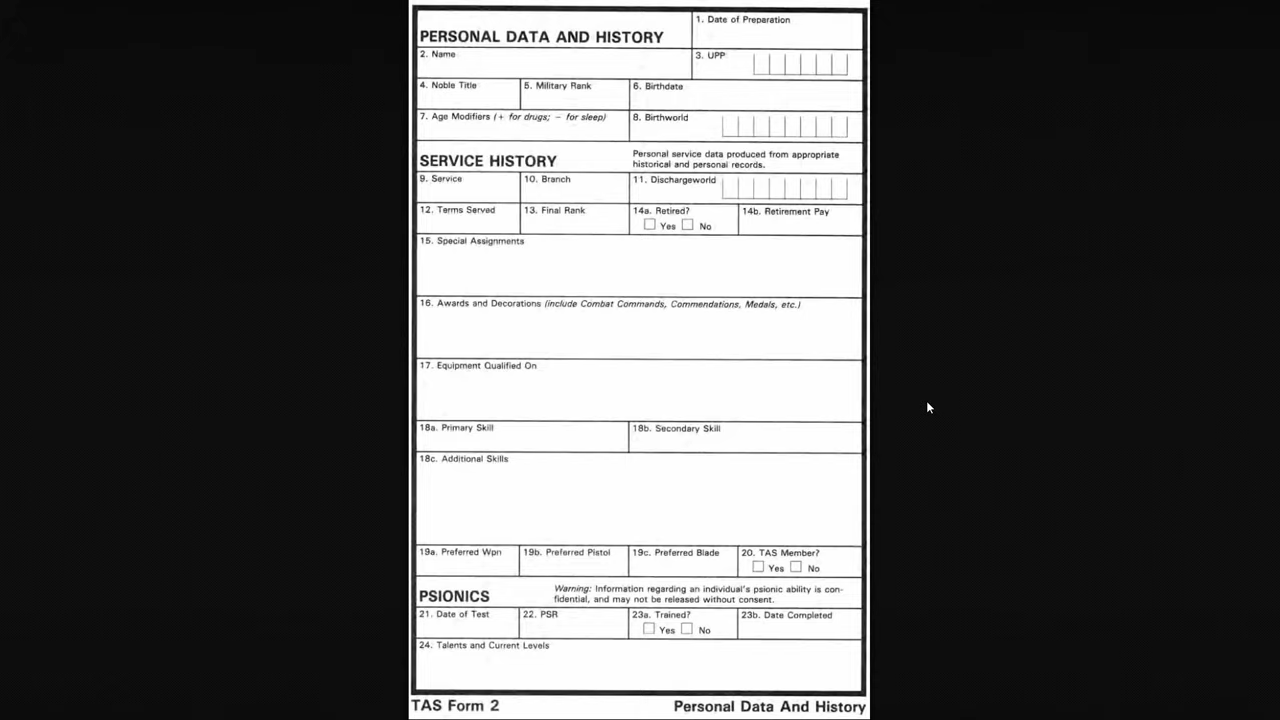 1. Date of Preparation
PERSONAL DATA AND HISTORY
2. Name
3. UPP
4. Noble Title
5. Military Rank
6. Birthdate
7. Age Modifiers (+ for drugs; − for sleep)
8. Birthworld
SERVICE HISTORY
Personal service data produced from appropriate
historical and personal records.
9. Service
10. Branch
11. Dischargeworld
12. Terms Served
13. Final Rank
14a. Retired?
Yes No
14b. Retirement Pay
15. Special Assignments
16. Awards and Decorations (include Combat Commands, Commendations, Medals, etc.)
17. Equipment Qualified On
18a. Primary Skill
18b. Secondary Skill
18c. Additional Skills
19a. Preferred Wpn
19b. Preferred Pistol
19c. Preferred Blade
20. TAS Member?
Yes No
PSIONICS
Warning: Information regarding an individual's psionic ability is con-
fidential, and may not be released without consent.
21. Date of Test
22. PSR
23a. Trained?
Yes No
23b. Date Completed
24. Talents and Current Levels
TAS Form 2
Personal Data And History